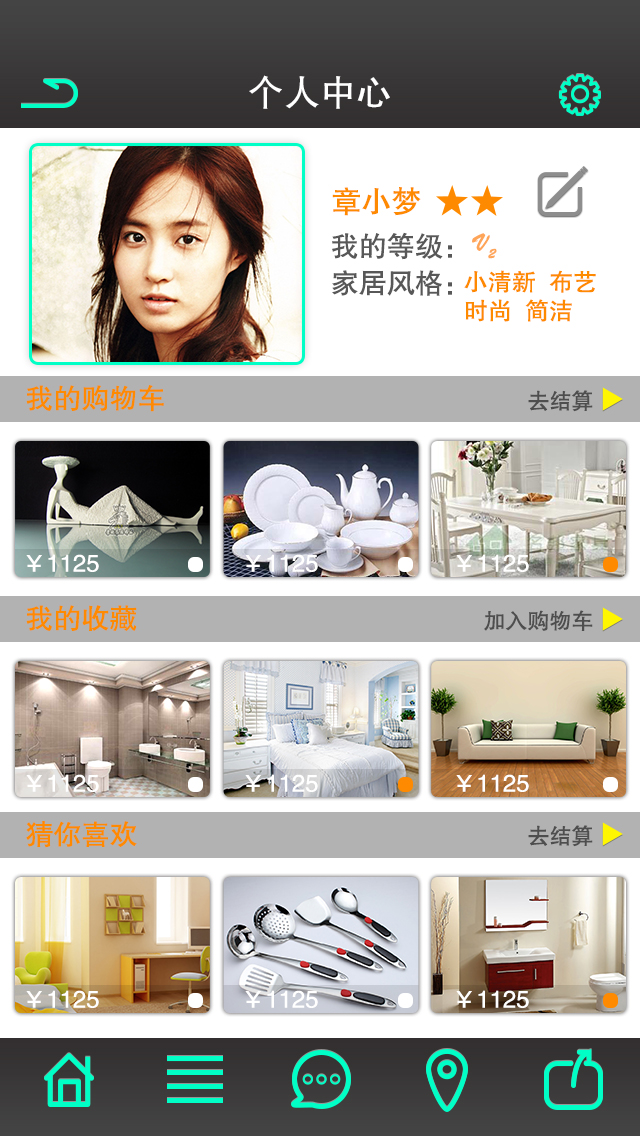 个人中心
章小梦
我的等级： V2
家居风格： 小清新 布艺
时尚 简洁
我的购物车 去结算
￥1125 ￥1125 ￥1125
我的收藏 加入购物车
￥1125 ￥1125 ￥1125
猜你喜欢 去结算
￥1125 ￥1125 ￥1125